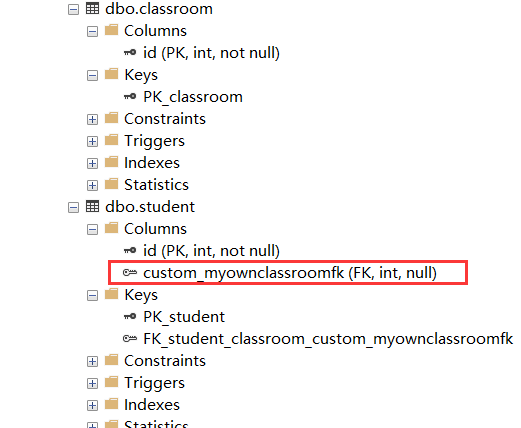 dbo.classroom
Columns
id (PK, int, not null)
Keys
PK_classroom
Constraints
Triggers
Indexes
Statistics
dbo.student
Columns
id (PK, int, not null)
custom_myownclassroomfk (FK, int, null)
Keys
PK_student
FK_student_classroom_custom_myownclassroomfk
Constraints
Triggers
Indexes
Statistics